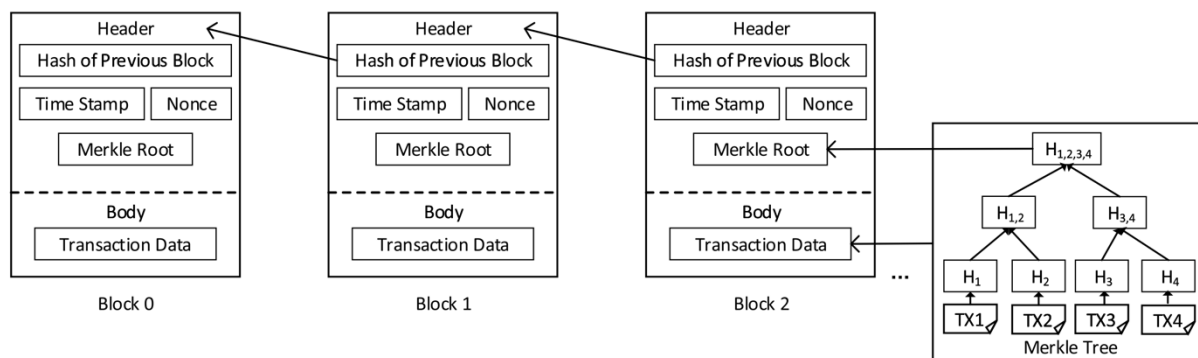 Header
Hash of Previous Block
Time Stamp
Nonce
Merkle Root
Body
Transaction Data
Block 0
Header
Hash of Previous Block
Time Stamp
Nonce
Merkle Root
Body
Transaction Data
Block 1
Header
Hash of Previous Block
Time Stamp
Nonce
Merkle Root
Body
Transaction Data
Block 2
...
H1,2,3,4
H1,2
H3,4
H1
H2
H3
H4
TX1
TX2
TX3
TX4
Merkle Tree